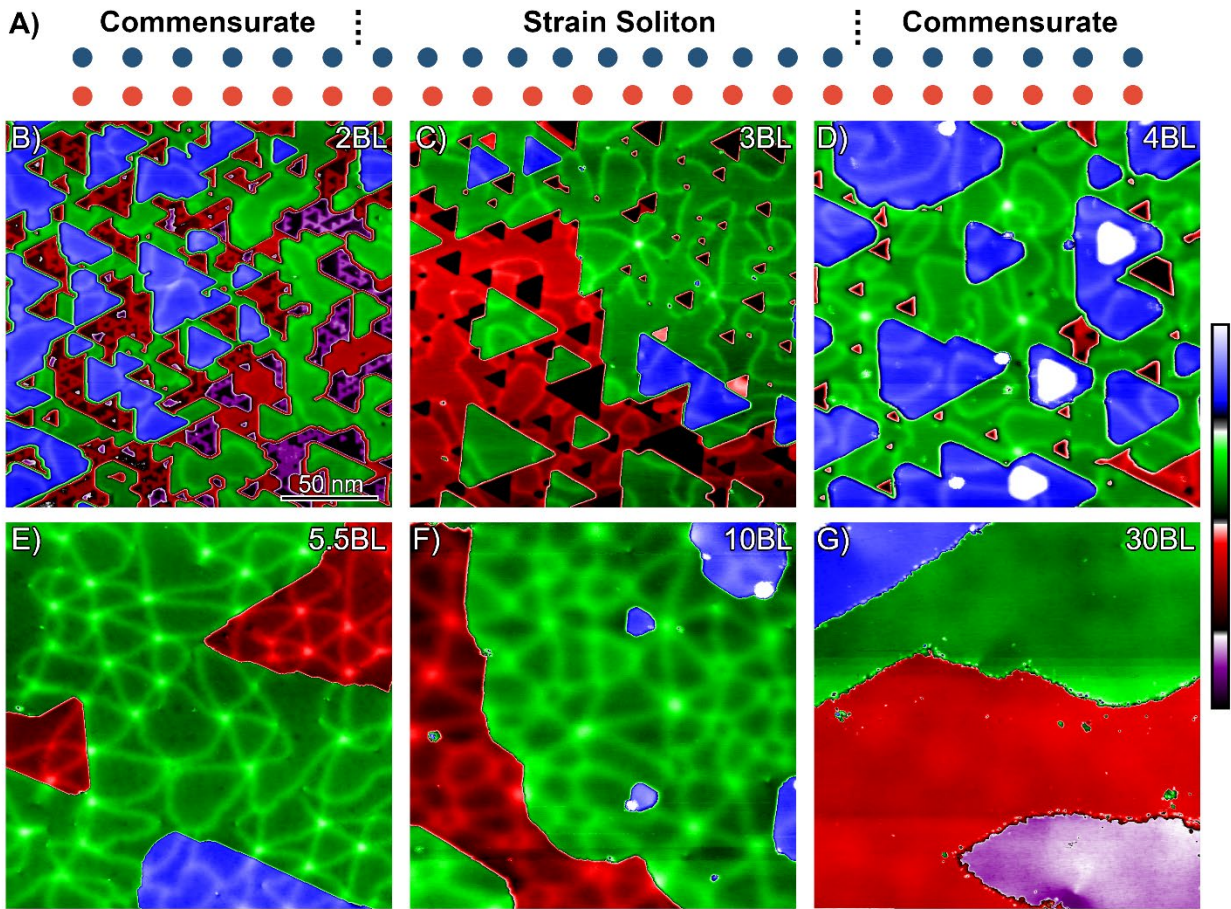 A) Commensurate Strain Soliton Commensurate
B) 2BL C) 3BL D) 4BL
50 nm
E) 5.5BL F) 10BL G) 30BL